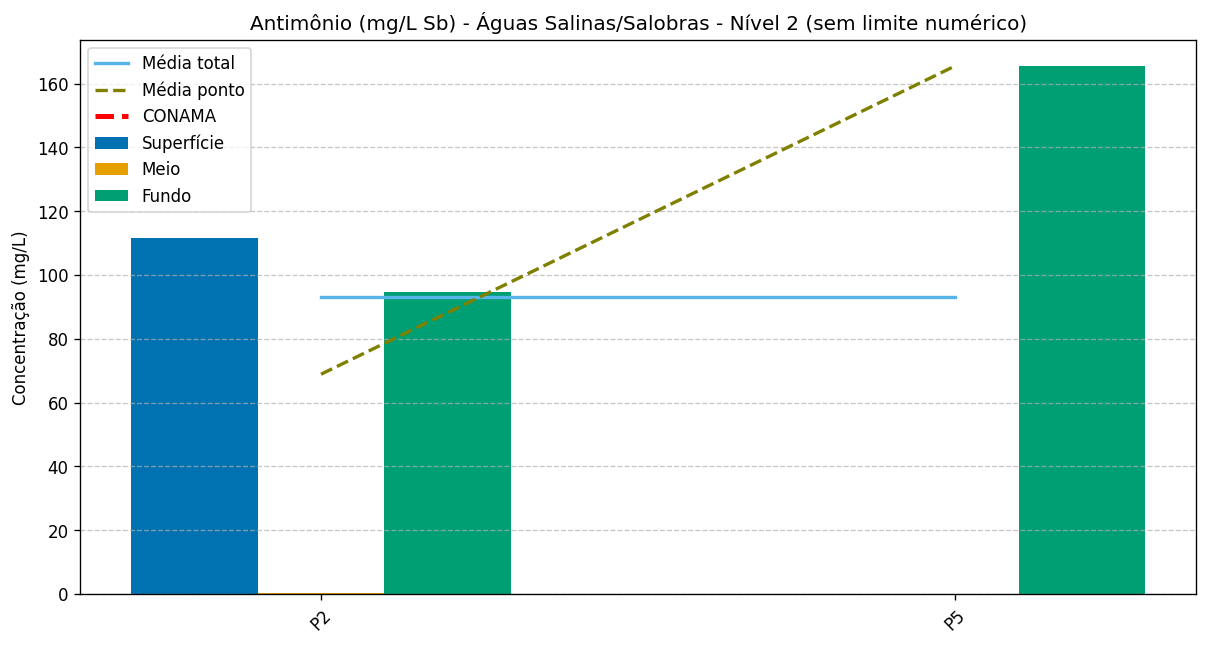 Antimônio (mg/L Sb) - Águas Salinas/Salobras - Nível 2 (sem limite numérico)
Média total
Média ponto
CONAMA
Superfície
Meio
Fundo
Concentração (mg/L)
160
140
120
100
80
60
40
20
0
P2
P5